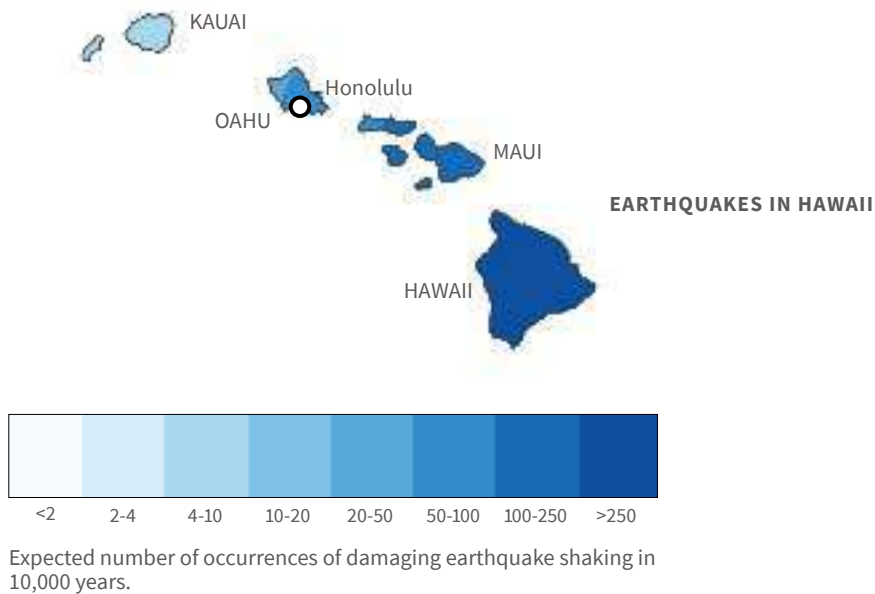 KAUAI
Honolulu
OAHU
MAUI
EARTHQUAKES IN HAWAII
HAWAII
<2 2-4 4-10 10-20 20-50 50-100 100-250 >250
Expected number of occurrences of damaging earthquake shaking in
10,000 years.